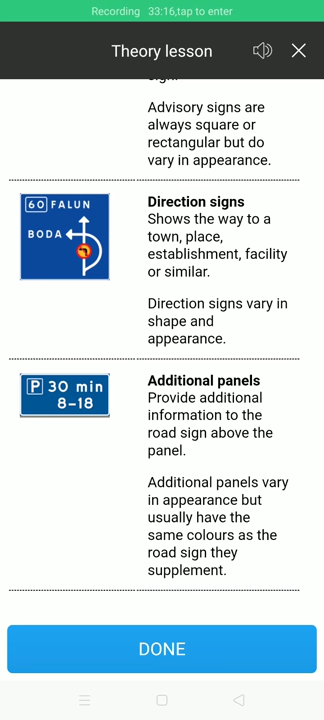 Recording 33:16,tap to enter
Theory lesson
Advisory signs are
always square or
rectangular but do
vary in appearance.
60 FALUN
BODA
Direction signs
Shows the way to a
town, place,
establishment, facility
or similar.
Direction signs vary in
shape and
appearance.
P 30 min
8-18
Additional panels
Provide additional
information to the
road sign above the
panel.
Additional panels vary
in appearance but
usually have the
same colours as the
road sign they
supplement.
DONE